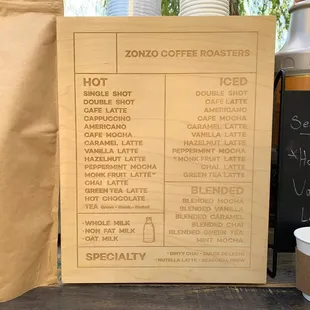 ZONZO COFFEE ROASTERS
HOT
SINGLE SHOT
DOUBLE SHOT
CAFE LATTE
CAPPUCCINO
AMERICANO
CAFE MOCHA
CARAMEL LATTE
VANILLA LATTE
HAZELNUT LATTE
PEPPERMINT MOCHA
MONK FRUIT LATTE
CHAI LATTE
GREEN TEA LATTE
HOT CHOCOLATE
TEA
· WHOLE MILK
· NON FAT MILK
· OAT MILK
ICED
DOUBLE SHOT
CAFE LATTE
AMERICANO
CAFE MOCHA
CARAMEL LATTE
VANILLA LATTE
HAZELNUT LATTE
PEPPERMINT MOCHA
MONK FRUIT LATTE
CHAI LATTE
GREEN TEA LATTE
BLENDED
BLENDED MOCHA
BLENDED VANILLA
BLENDED CARAMEL
BLENDED CHAI
BLENDED GREEN TEA
MINT MOCHA
SPECIALTY
· DIRTY CHAI
· NUTELLA LATTE